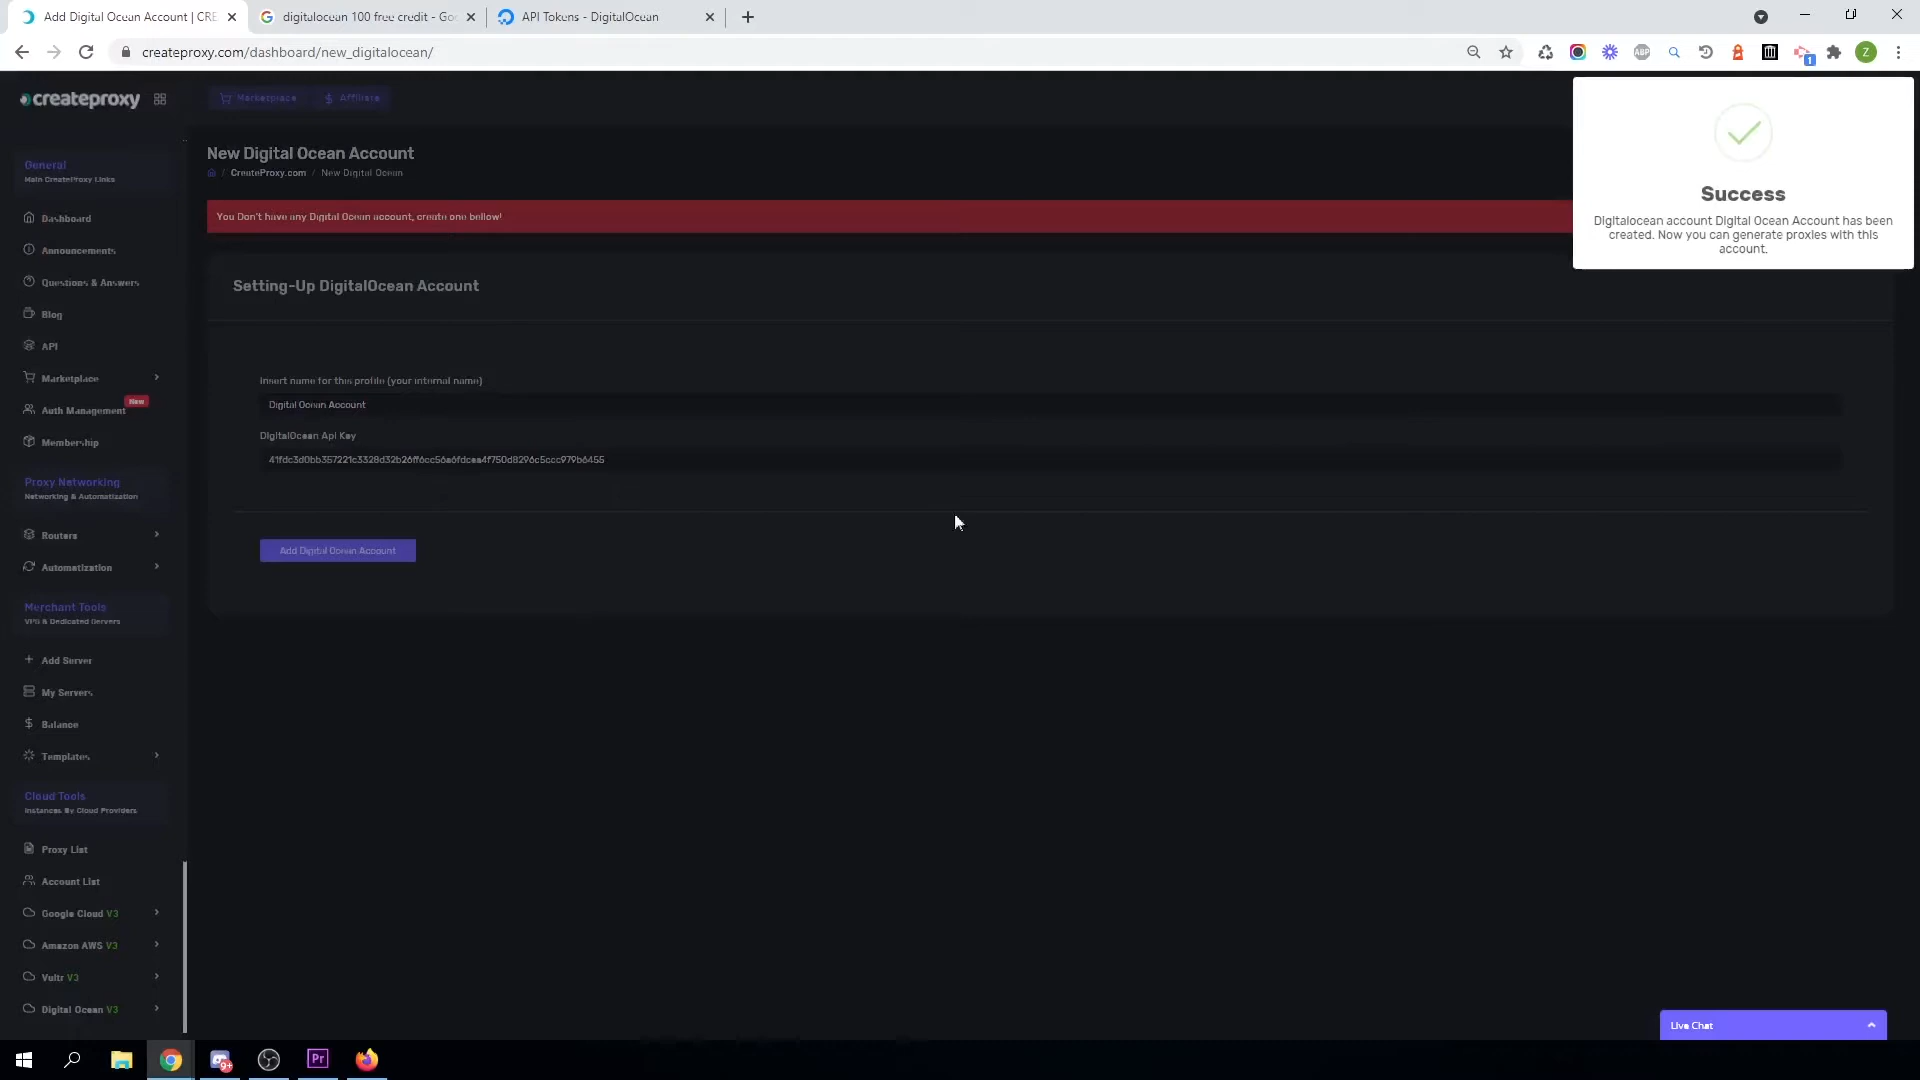 Add Digital Ocean Account | CRE
digitalocean 100 free credit - Goo
API Tokens - DigitalOcean
createproxy.com/dashboard/new_digitalocean/
ABP
1
Z
createproxy
Marketplace
Affiliate
New Digital Ocean Account
/ CreateProxy.com / New Digital Ocean
You Don't have any Digital Ocean account, create one bellow!
Success
Digitalocean account Digital Ocean Account has been
created. Now you can generate proxies with this
account.
General
Main CreateProxy Links
Dashboard
Announcements
Questions & Answers
Blog
API
Marketplace
New
Auth Management
Membership
Proxy Networking
Networking & Automatization
Routers
Automatization
Merchant Tools
VPS & Dedicated Servers
Add Server
My Servers
Balance
Templates
Cloud Tools
Instances By Cloud Providers
Proxy List
Account List
Google Cloud V3
Amazon AWS V3
Vultr V3
Digital Ocean V3
Setting-Up DigitalOcean Account
Insert name for this profile (your internal name)
Digital Ocean Account
DigitalOcean Api Key
Add Digital Ocean Account
Live Chat
9+
Pr